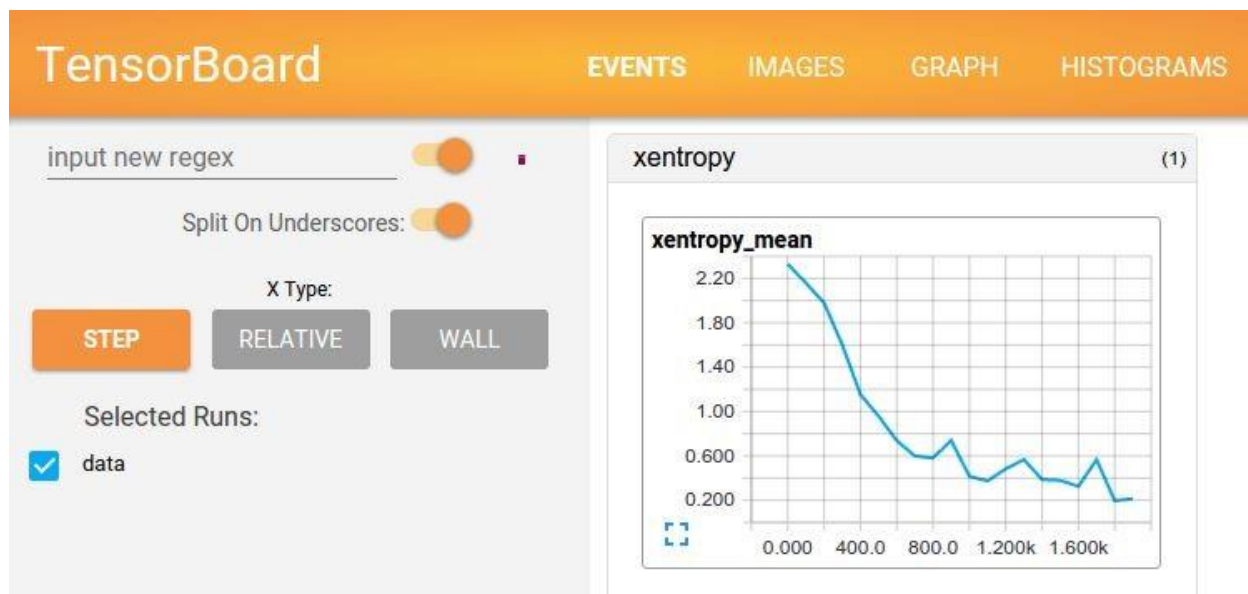 TensorBoard
EVENTS IMAGES GRAPH HISTOGRAMS
input new regex
Split On Underscores:
X Type:
STEP RELATIVE WALL
Selected Runs:
data
xentropy (1)
xentropy_mean
2.20
1.80
1.40
1.00
0.600
0.200
0.000 400.0 800.0 1.200k 1.600k